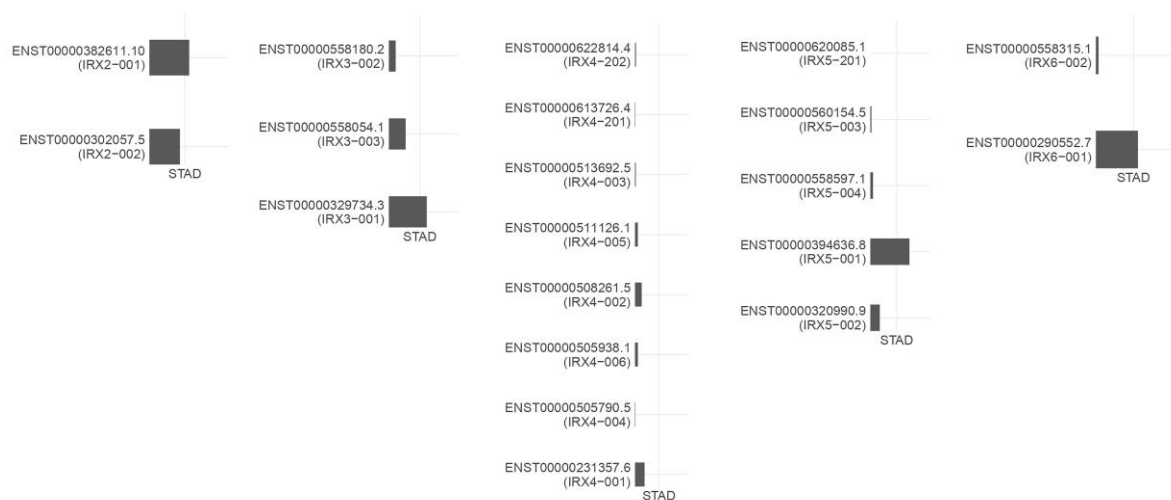 ENST00000382611.10
(IRX2−001)
ENST00000302057.5
(IRX2−002)
STAD
ENST00000558180.2
(IRX3−002)
ENST00000558054.1
(IRX3−003)
ENST00000329734.3
(IRX3−001)
STAD
ENST00000622814.4
(IRX4−202)
ENST00000613726.4
(IRX4−201)
ENST00000513692.5
(IRX4−003)
ENST00000511126.1
(IRX4−005)
ENST00000508261.5
(IRX4−002)
ENST00000505938.1
(IRX4−006)
ENST00000505790.5
(IRX4−004)
ENST00000231357.6
(IRX4−001)
STAD
ENST00000620085.1
(IRX5−201)
ENST00000560154.5
(IRX5−003)
ENST00000558597.1
(IRX5−004)
ENST00000394636.8
(IRX5−001)
ENST00000320990.9
(IRX5−002)
STAD
ENST00000558315.1
(IRX6−002)
ENST00000290552.7
(IRX6−001)
STAD